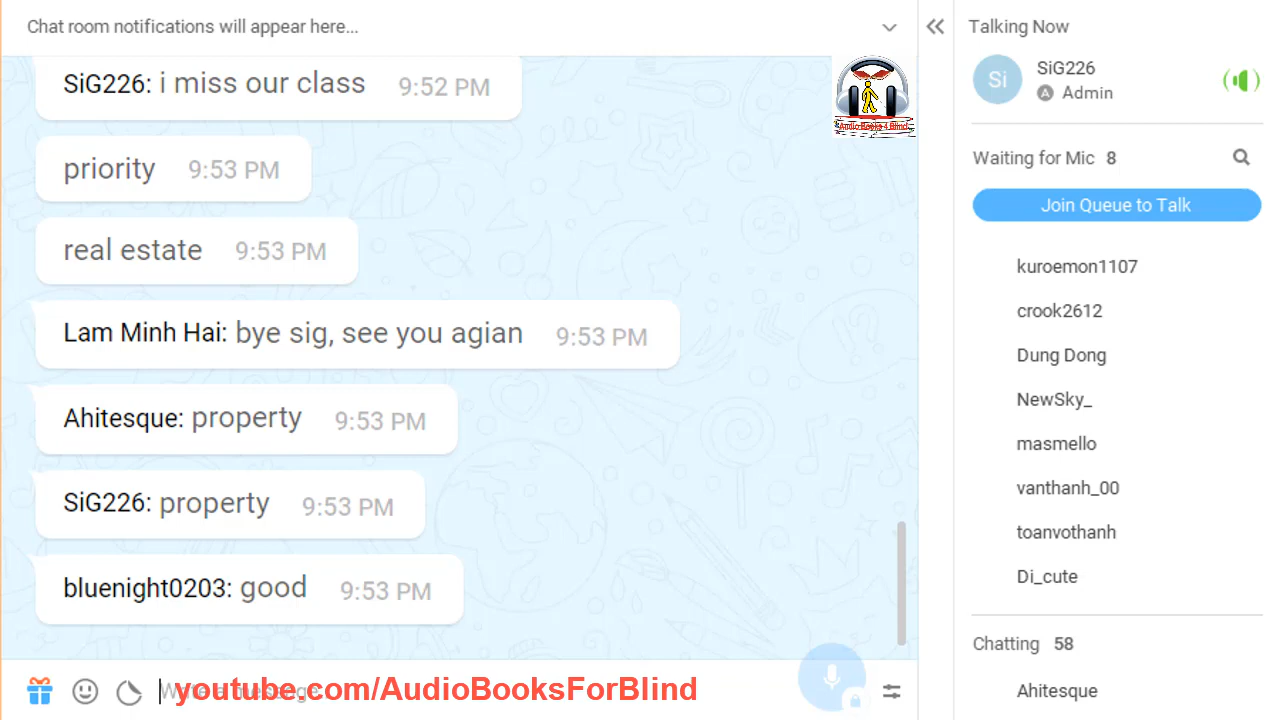 Chat room notifications will appear here...
SiG226: i miss our class 9:52 PM
priority 9:53 PM
real estate 9:53 PM
Lam Minh Hai: bye sig, see you agian 9:53 PM
Ahitesque: property 9:53 PM
SiG226: property 9:53 PM
bluenight0203: good 9:53 PM
youtube.com/AudioBooksForBlind
Audio Books 4 Blind
Talking Now
Si
SiG226
A Admin
Waiting for Mic 8
Join Queue to Talk
kuroemon1107
crook2612
Dung Dong
NewSky_
masmello
vanthanh_00
toanvothanh
Di_cute
Chatting 58
Ahitesque